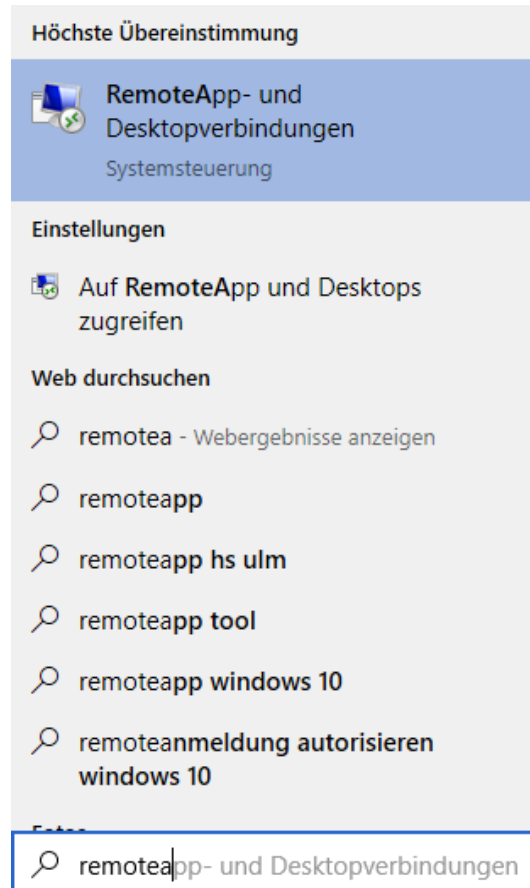 Höchste Übereinstimmung
RemoteApp- und
Desktopverbindungen
Systemsteuerung
Einstellungen
Auf RemoteApp und Desktops
zugreifen
Web durchsuchen
remotea - Webergebnisse anzeigen
remoteapp
remoteapp hs ulm
remoteapp tool
remoteapp windows 10
remoteanmeldung autorisieren
windows 10
remoteapp- und Desktopverbindungen